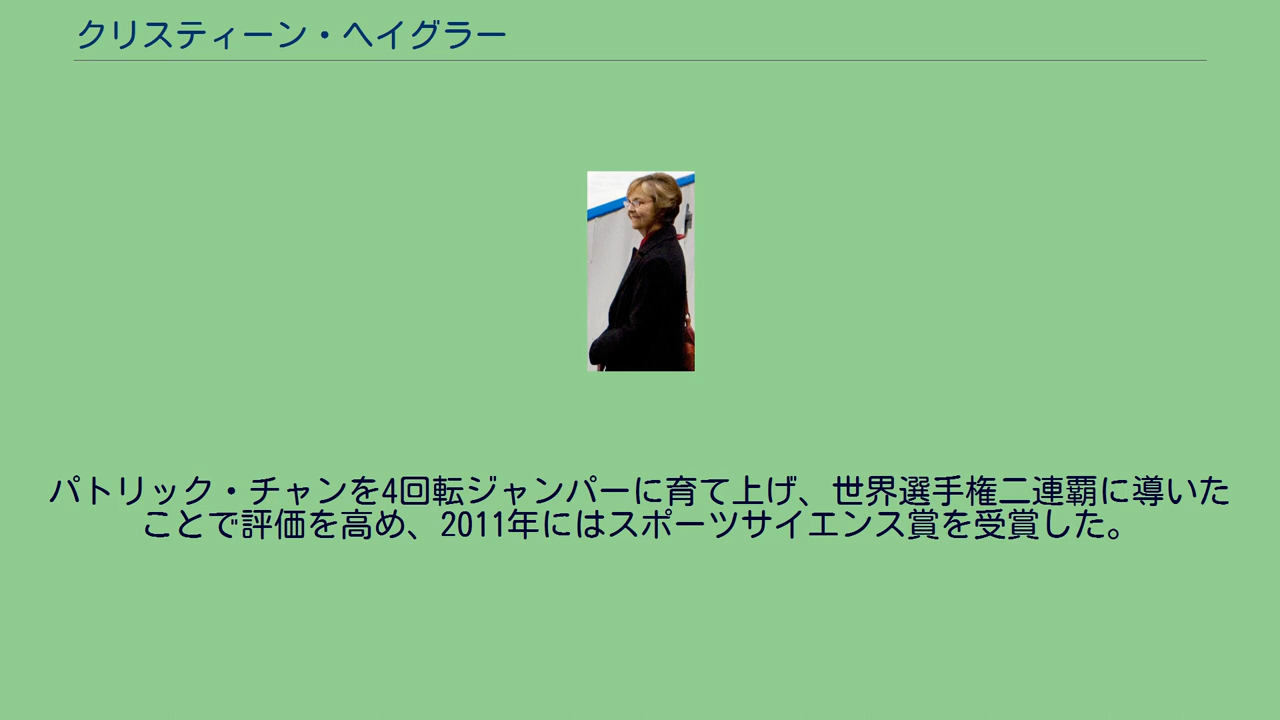 クリスティーン・ヘイグラー
パトリック・チャンを4回転ジャンパーに育て上げ、世界選手権二連覇に導いた
ことで評価を高め、2011年にはスポーツサイエンス賞を受賞した。